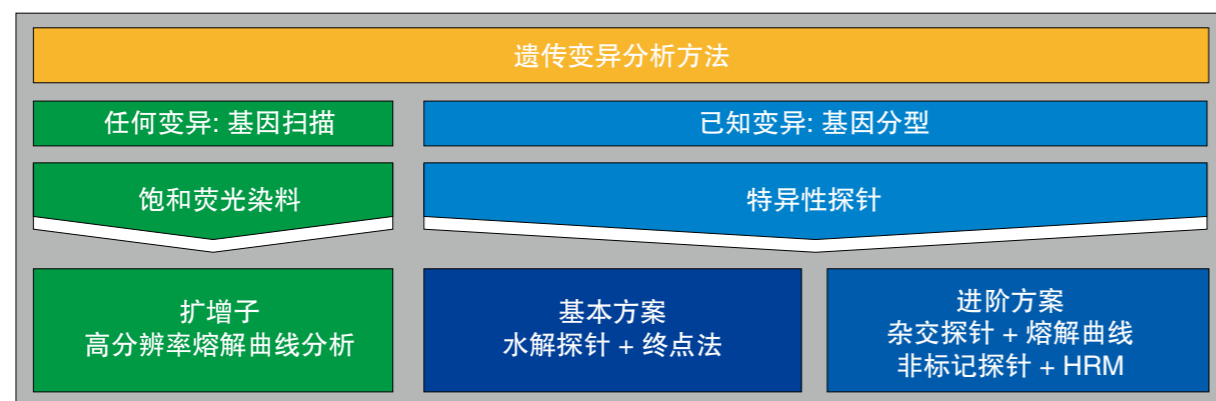 遗传变异分析方法
任何变异: 基因扫描
已知变异: 基因分型
饱和荧光染料
特异性探针
扩增子
高分辨率熔解曲线分析
基本方案
水解探针 + 终点法
进阶方案
杂交探针 + 熔解曲线
非标记探针 + HRM